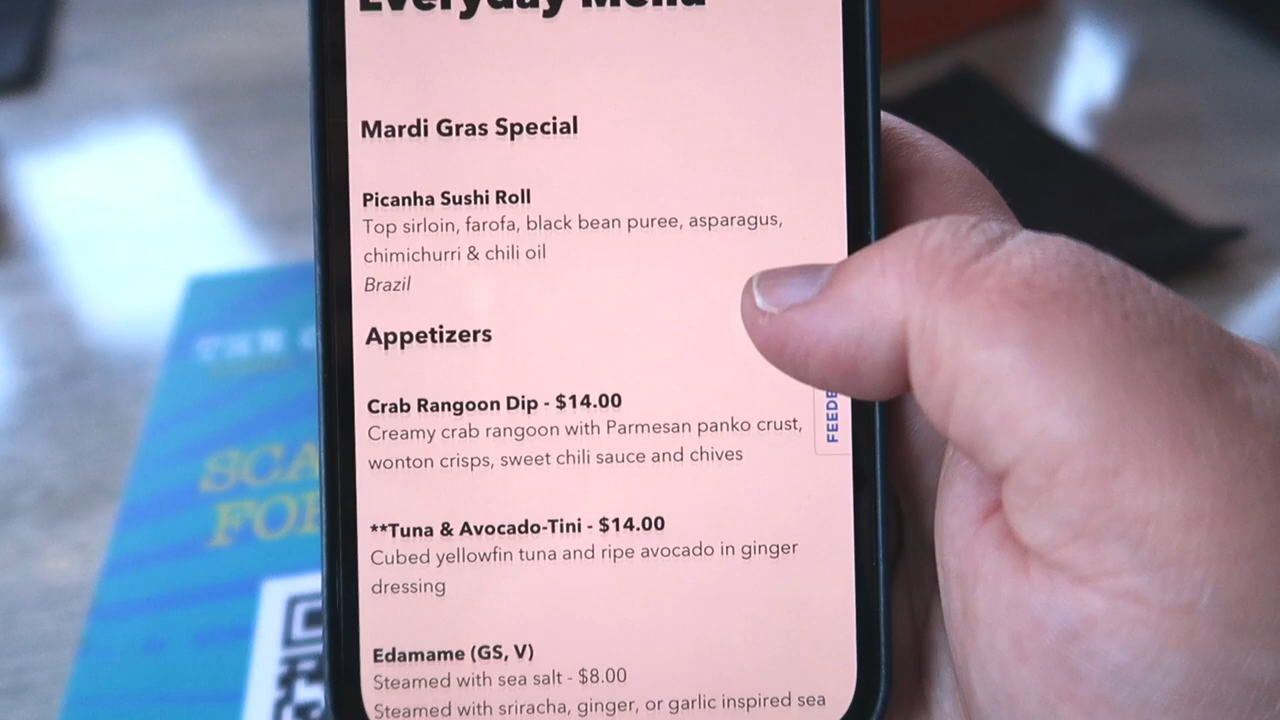 Everyday Menu
Mardi Gras Special
Picanha Sushi Roll
Top sirloin, farofa, black bean puree, asparagus,
chimichurri & chili oil
Brazil
Appetizers
Crab Rangoon Dip - $14.00
Creamy crab rangoon with Parmesan panko crust,
wonton crisps, sweet chili sauce and chives
**Tuna & Avocado-Tini - $14.00
Cubed yellowfin tuna and ripe avocado in ginger
dressing
Edamame (GS, V)
Steamed with sea salt - $8.00
Steamed with sriracha, ginger, or garlic inspired sea